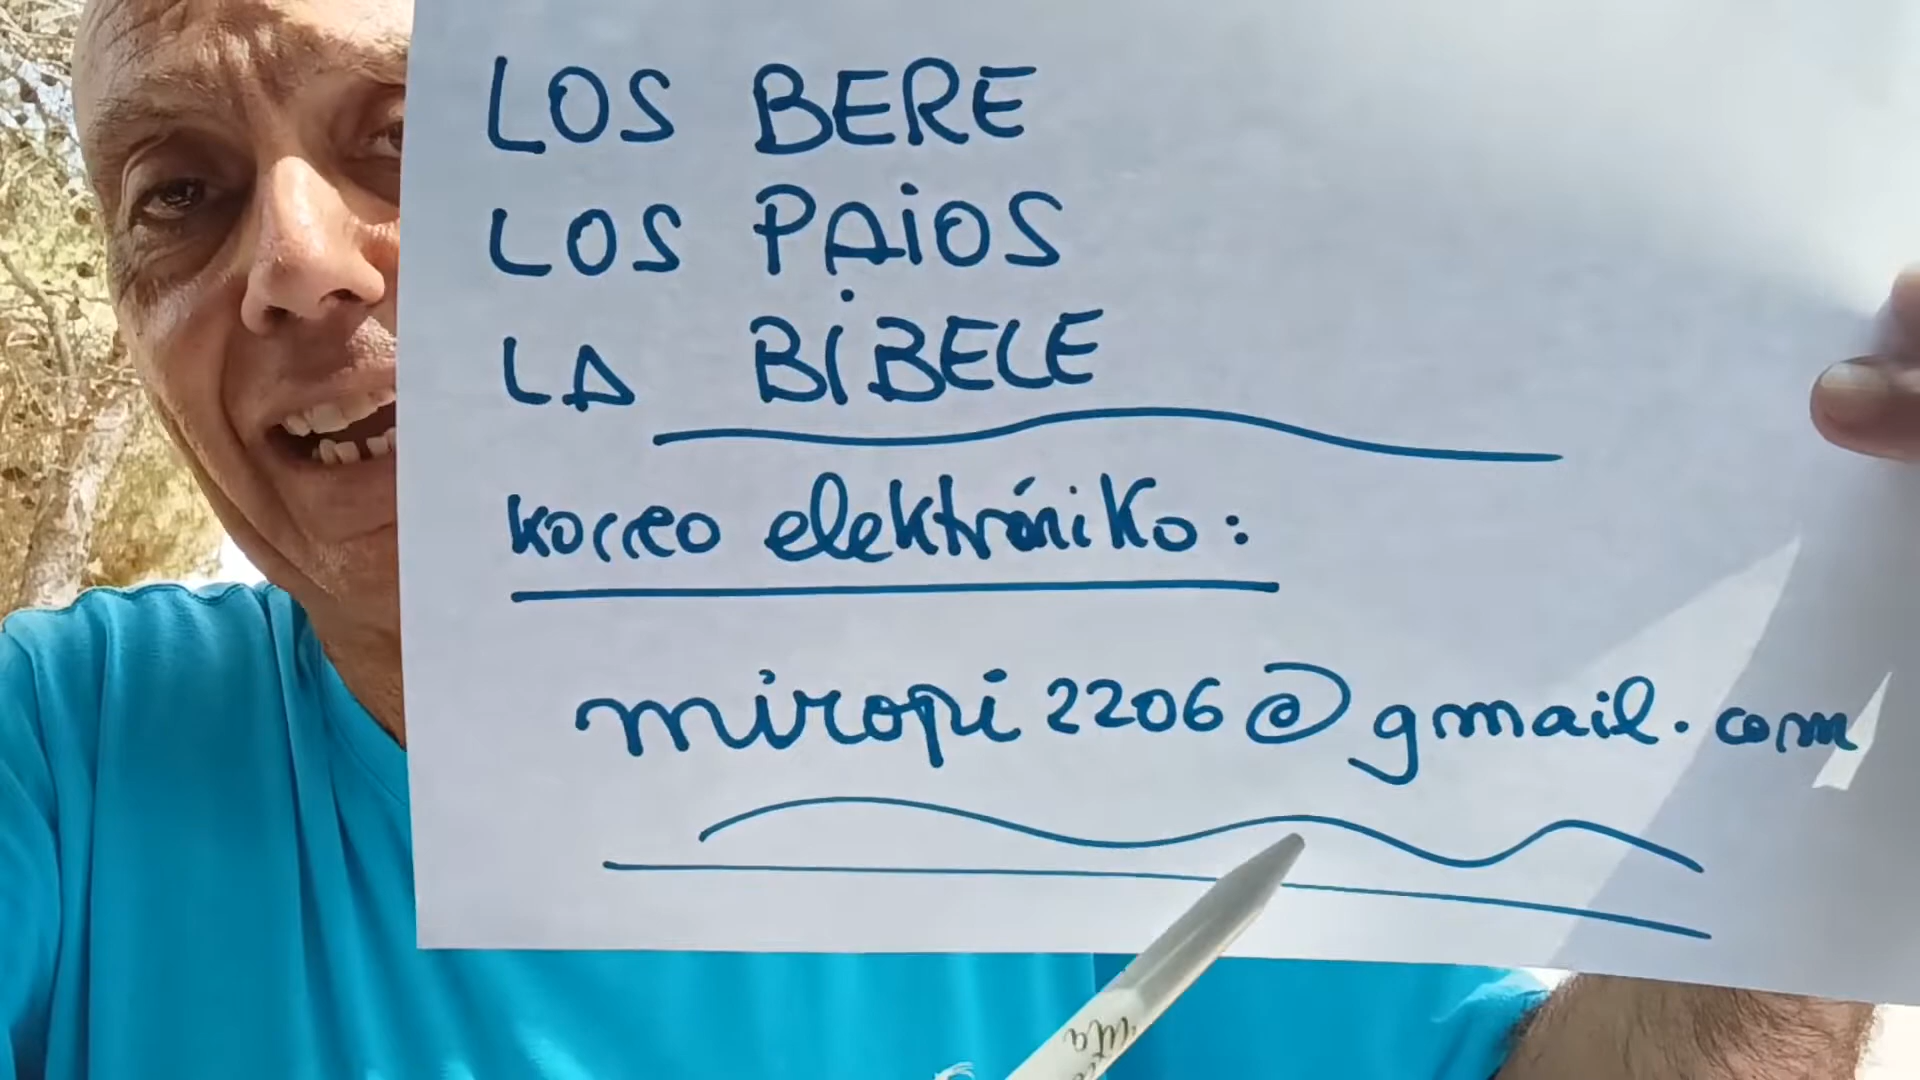 LOS BERE
LOS PAiOS
LA BiBELE
korreo elektróniko:
miropi2206@gmail.com